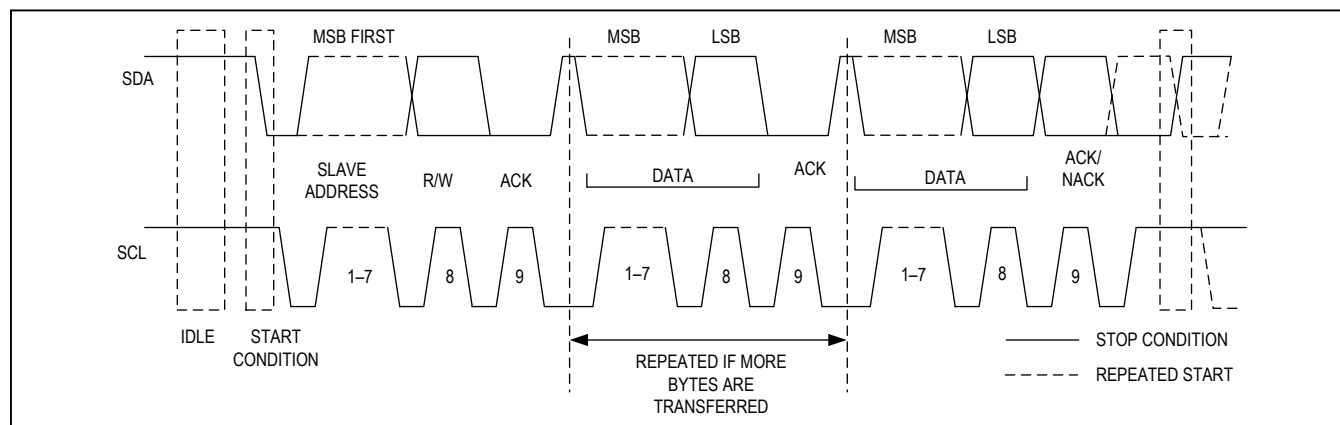 MSB FIRST
MSB
LSB
MSB
LSB
SDA
SLAVE
ADDRESS
R/W
ACK
DATA
ACK
DATA
ACK/
NACK
SCL
1–7
8
9
1–7
8
9
1–7
8
9
IDLE
START
CONDITION
REPEATED IF MORE
BYTES ARE
TRANSFERRED
STOP CONDITION
REPEATED START